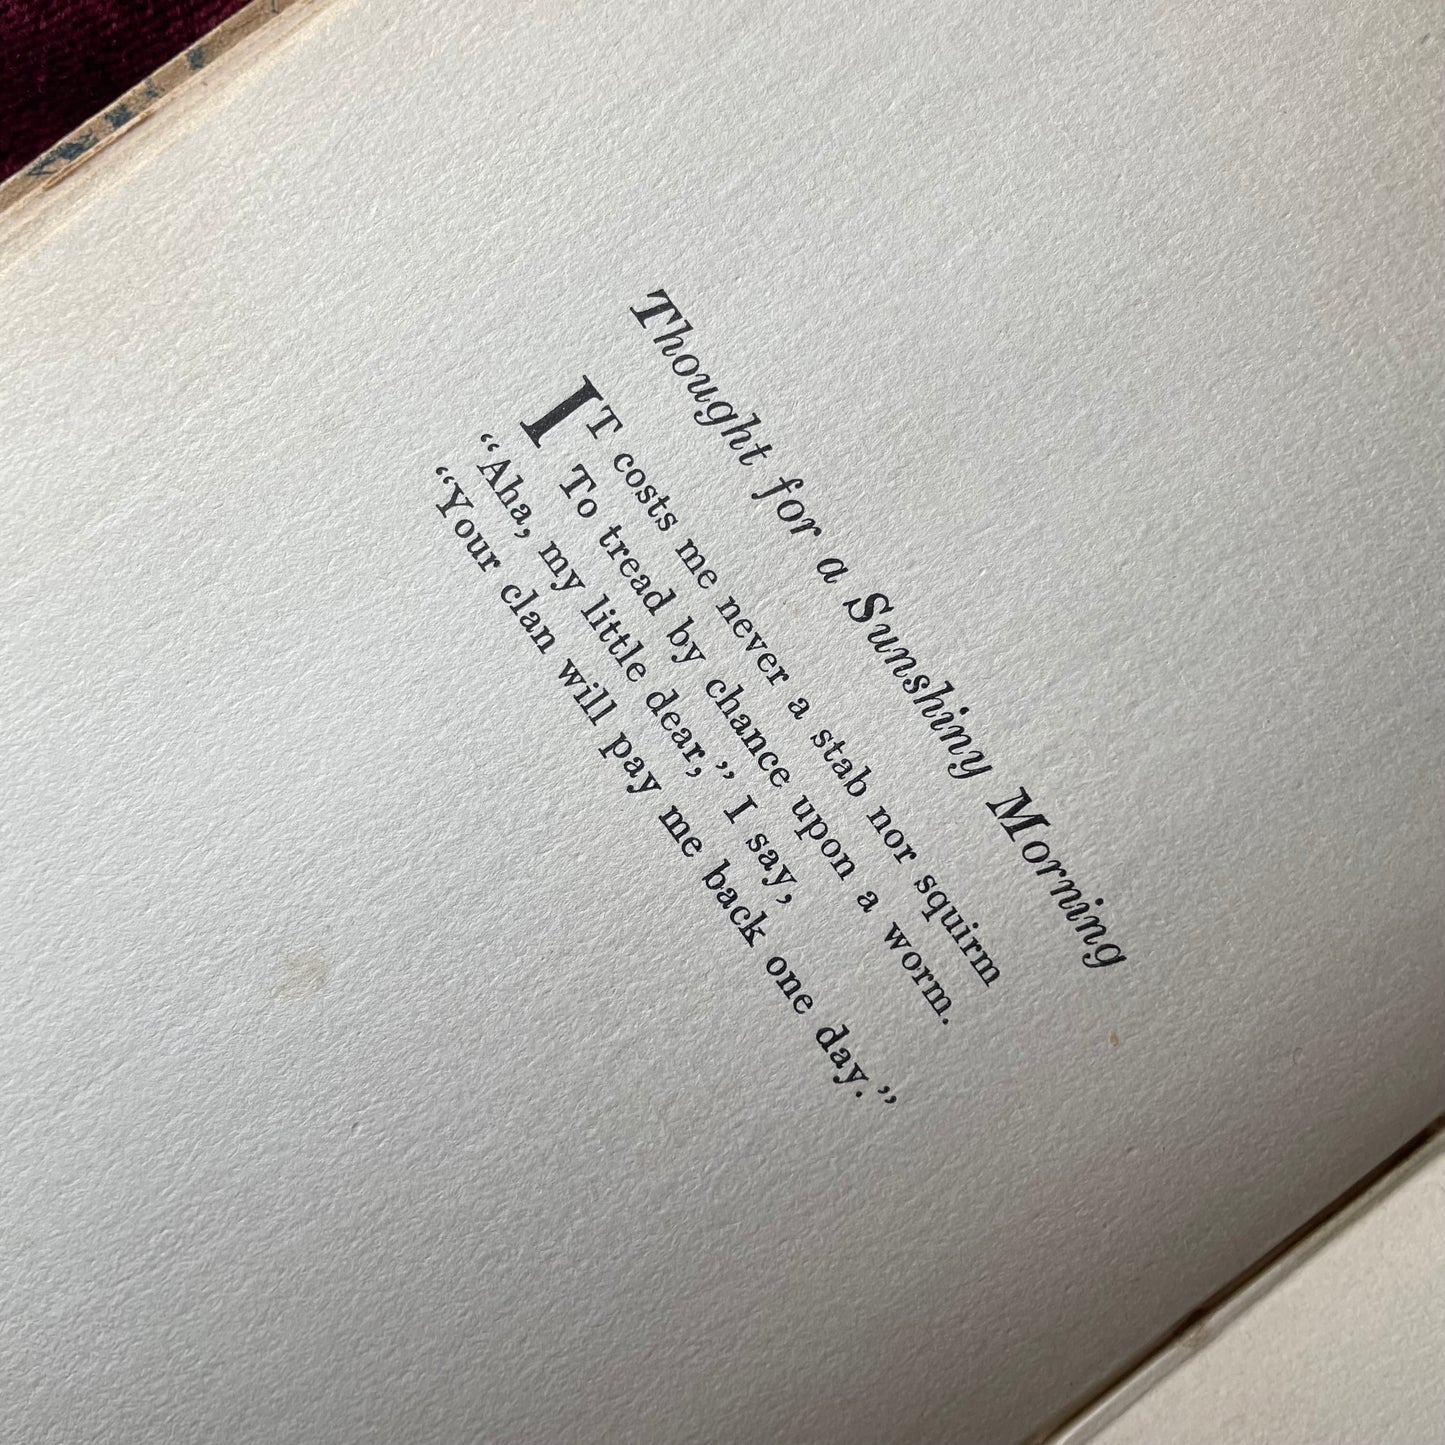 Thought for a Sunshiny Morning
IT costs me never a stab nor squirm
To tread by chance upon a worm.
“Aha, my little dear,” I say,
“Your clan will pay me back one day.”